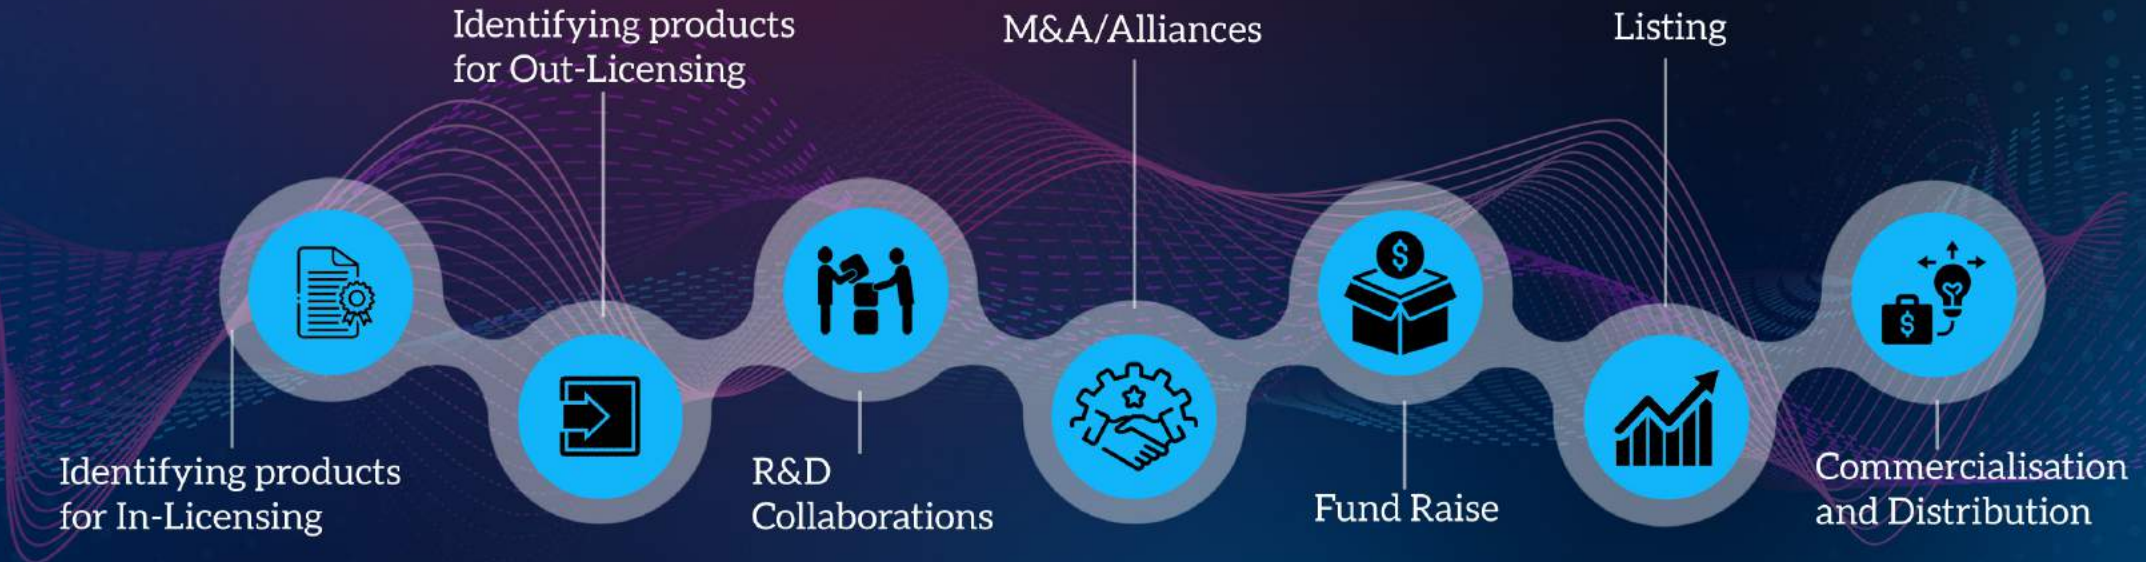 Identifying products
for In-Licensing
Identifying products
for Out-Licensing
R&D
Collaborations
M&A/Alliances
Fund Raise
Listing
Commercialisation
and Distribution